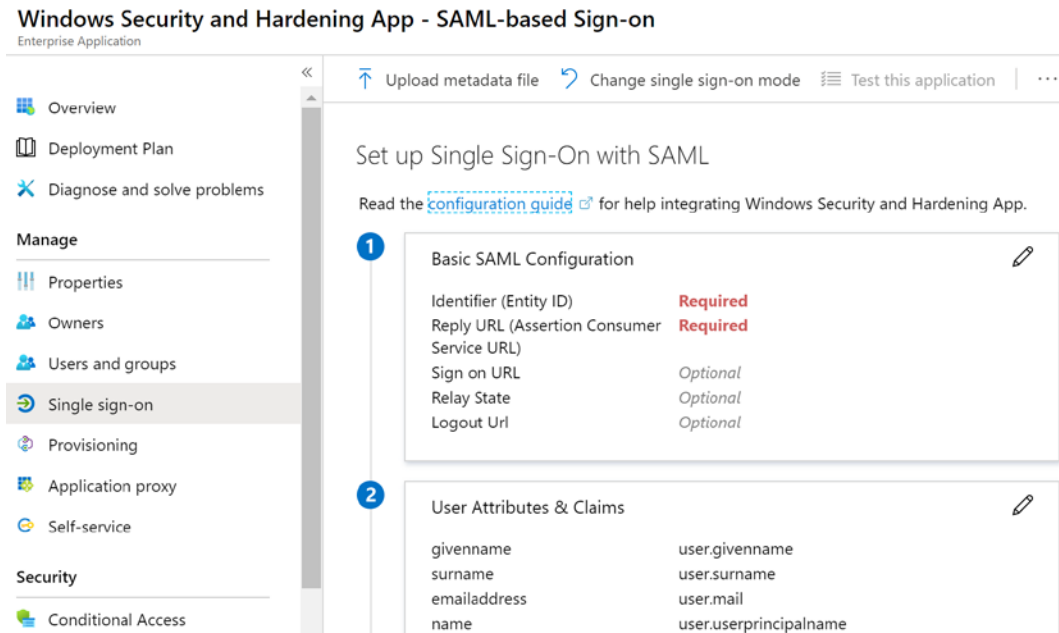 Windows Security and Hardening App - SAML-based Sign-on
Enterprise Application
Overview
Deployment Plan
Diagnose and solve problems
Manage
Properties
Owners
Users and groups
Single sign-on
Provisioning
Application proxy
Self-service
Security
Conditional Access
Upload metadata file Change single sign-on mode Test this application
Set up Single Sign-On with SAML
Read the configuration guide for help integrating Windows Security and Hardening App.
1
Basic SAML Configuration
Identifier (Entity ID) Required
Reply URL (Assertion Consumer Required
Service URL)
Sign on URL Optional
Relay State Optional
Logout Url Optional
2
User Attributes & Claims
givenname user.givenname
surname user.surname
emailaddress user.mail
name user.userprincipalname